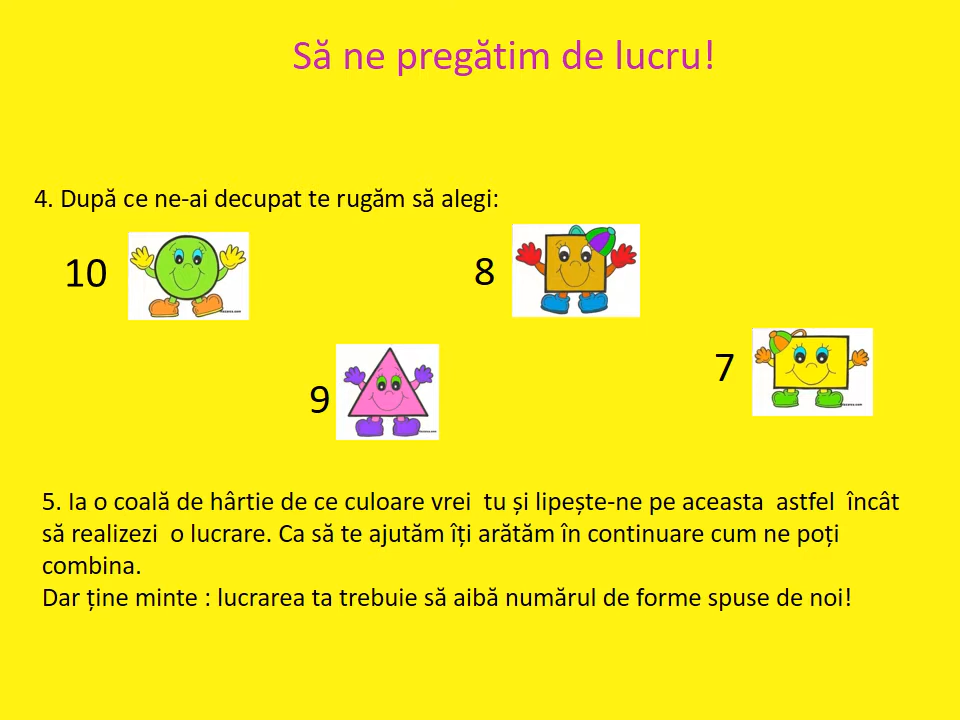 Să ne pregătim de lucru!
4. După ce ne-ai decupat te rugăm să alegi:
10
8
9
7
5. Ia o coală de hârtie de ce culoare vrei  tu și lipește-ne pe aceasta  astfel  încât
să realizezi  o lucrare. Ca să te ajutăm îți arătăm în continuare cum ne poți
combina.
Dar ține minte : lucrarea ta trebuie să aibă numărul de forme spuse de noi!